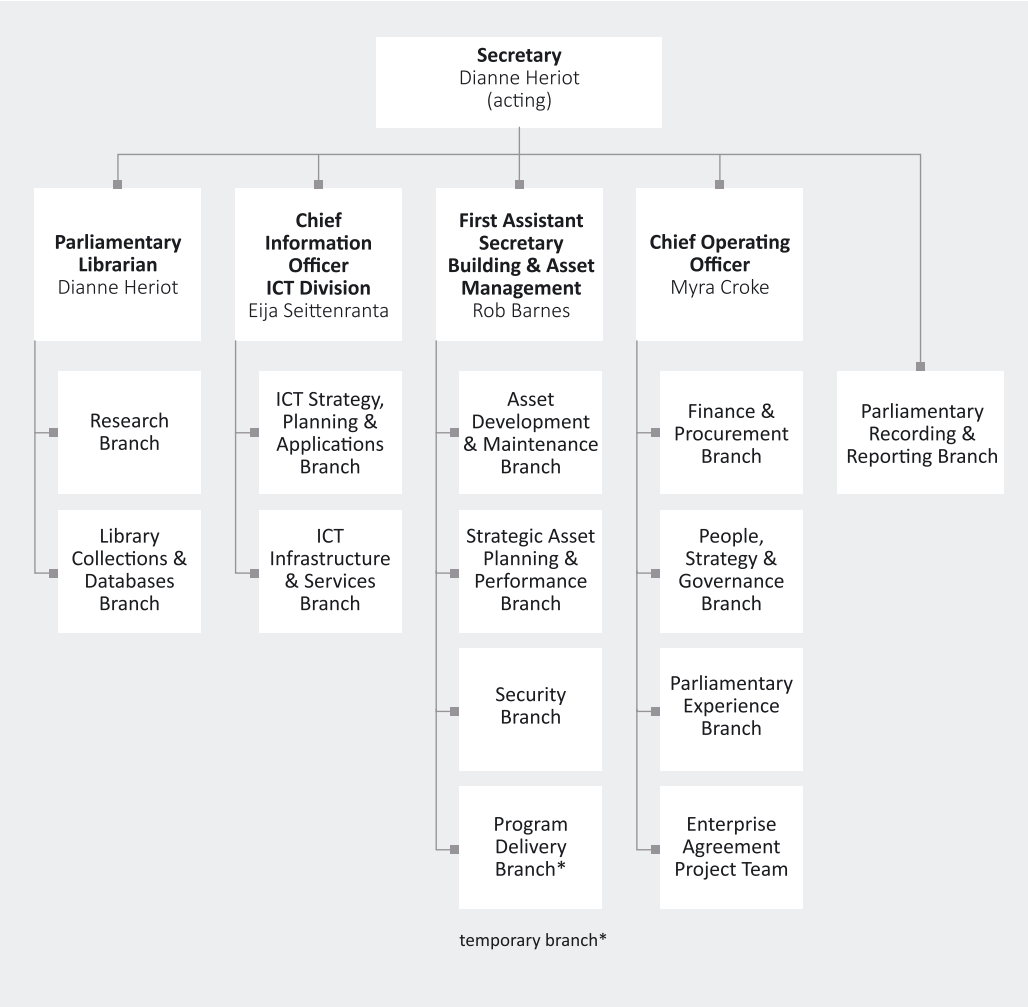 Secretary
Dianne Heriot
(acting)
Parliamentary
Librarian
Dianne Heriot
Chief
Information
Officer
ICT Division
Eija Seittenranta
First Assistant
Secretary
Building & Asset
Management
Rob Barnes
Chief Operating
Officer
Myra Croke
Research
Branch
Library
Collections &
Databases
Branch
ICT Strategy,
Planning &
Applications
Branch
ICT
Infrastructure
& Services
Branch
Asset
Development
& Maintenance
Branch
Strategic Asset
Planning &
Performance
Branch
Security
Branch
Program
Delivery
Branch*
Finance &
Procurement
Branch
People,
Strategy &
Governance
Branch
Parliamentary
Experience
Branch
Enterprise
Agreement
Project Team
Parliamentary
Recording &
Reporting Branch
temporary branch*